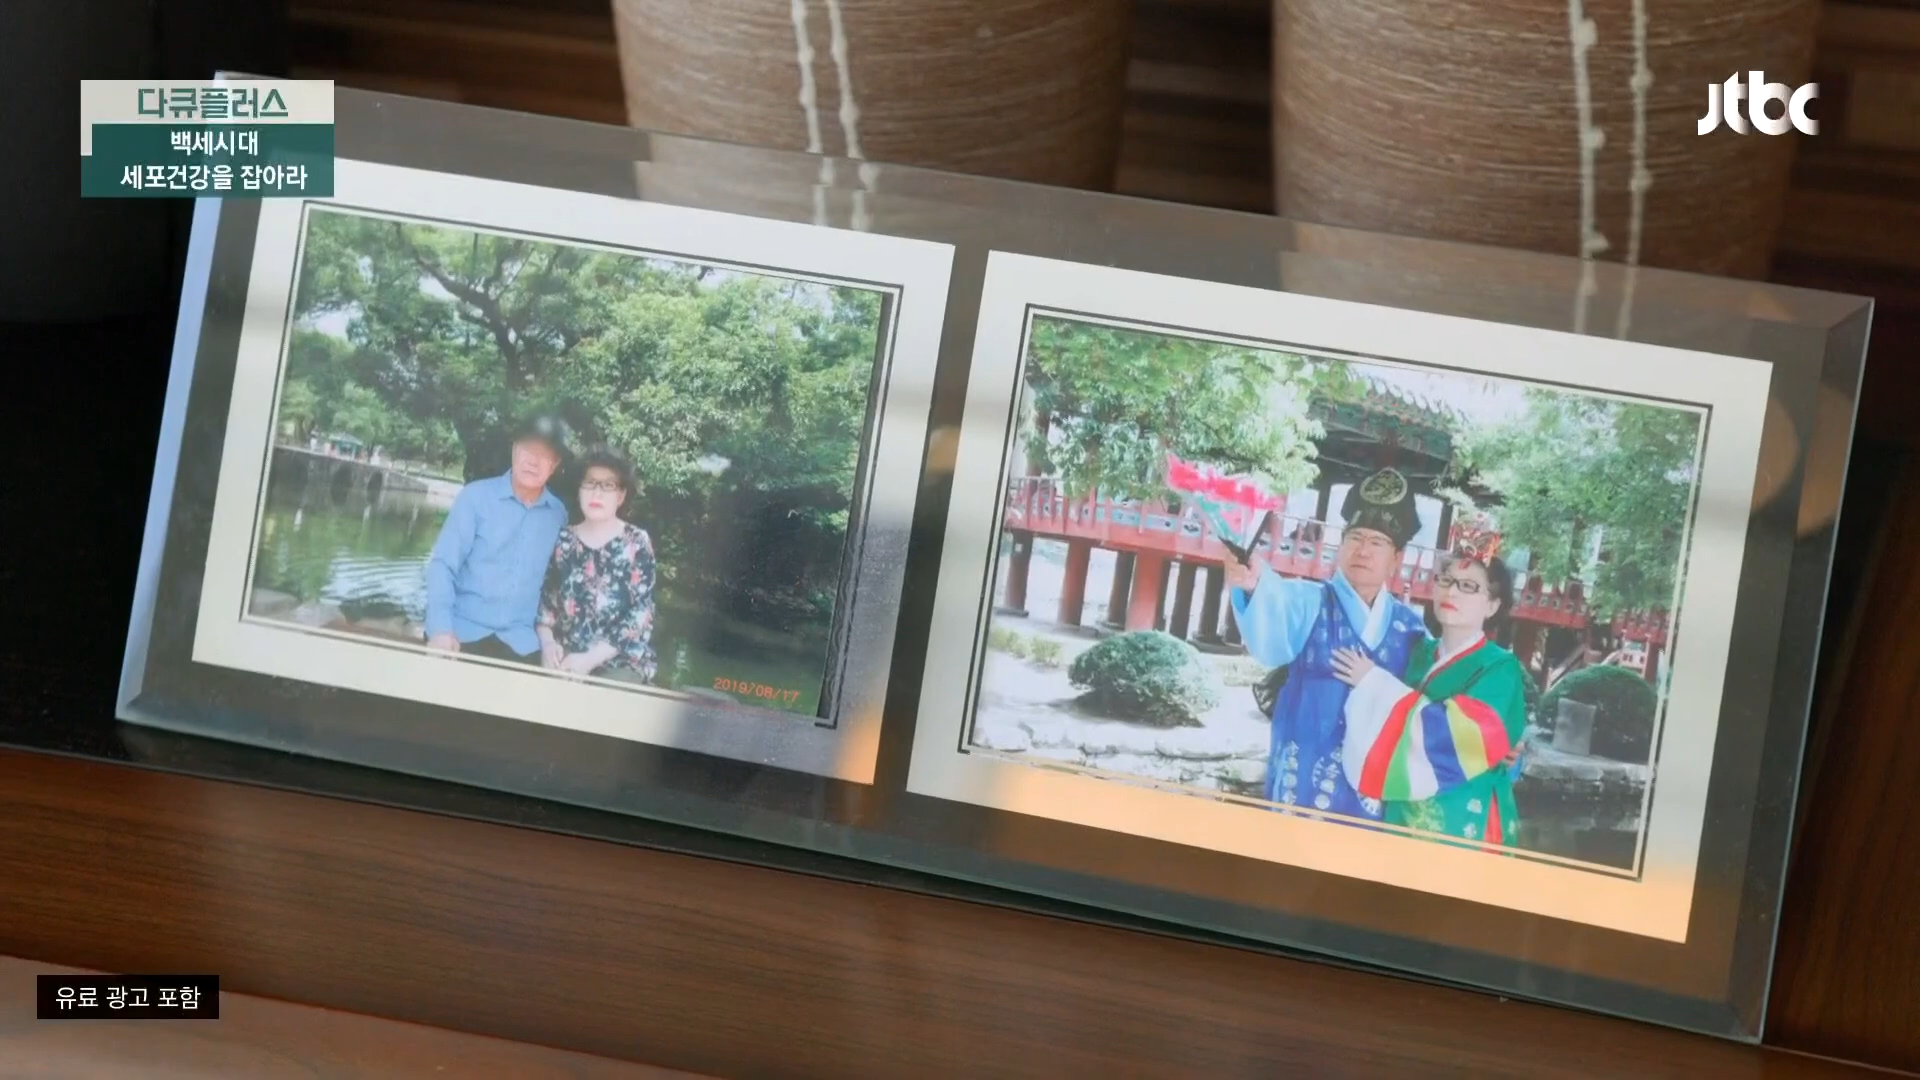 다큐플러스
백세시대
세포건강을 잡아라
jtbc
2019/08/17
유료 광고 포함